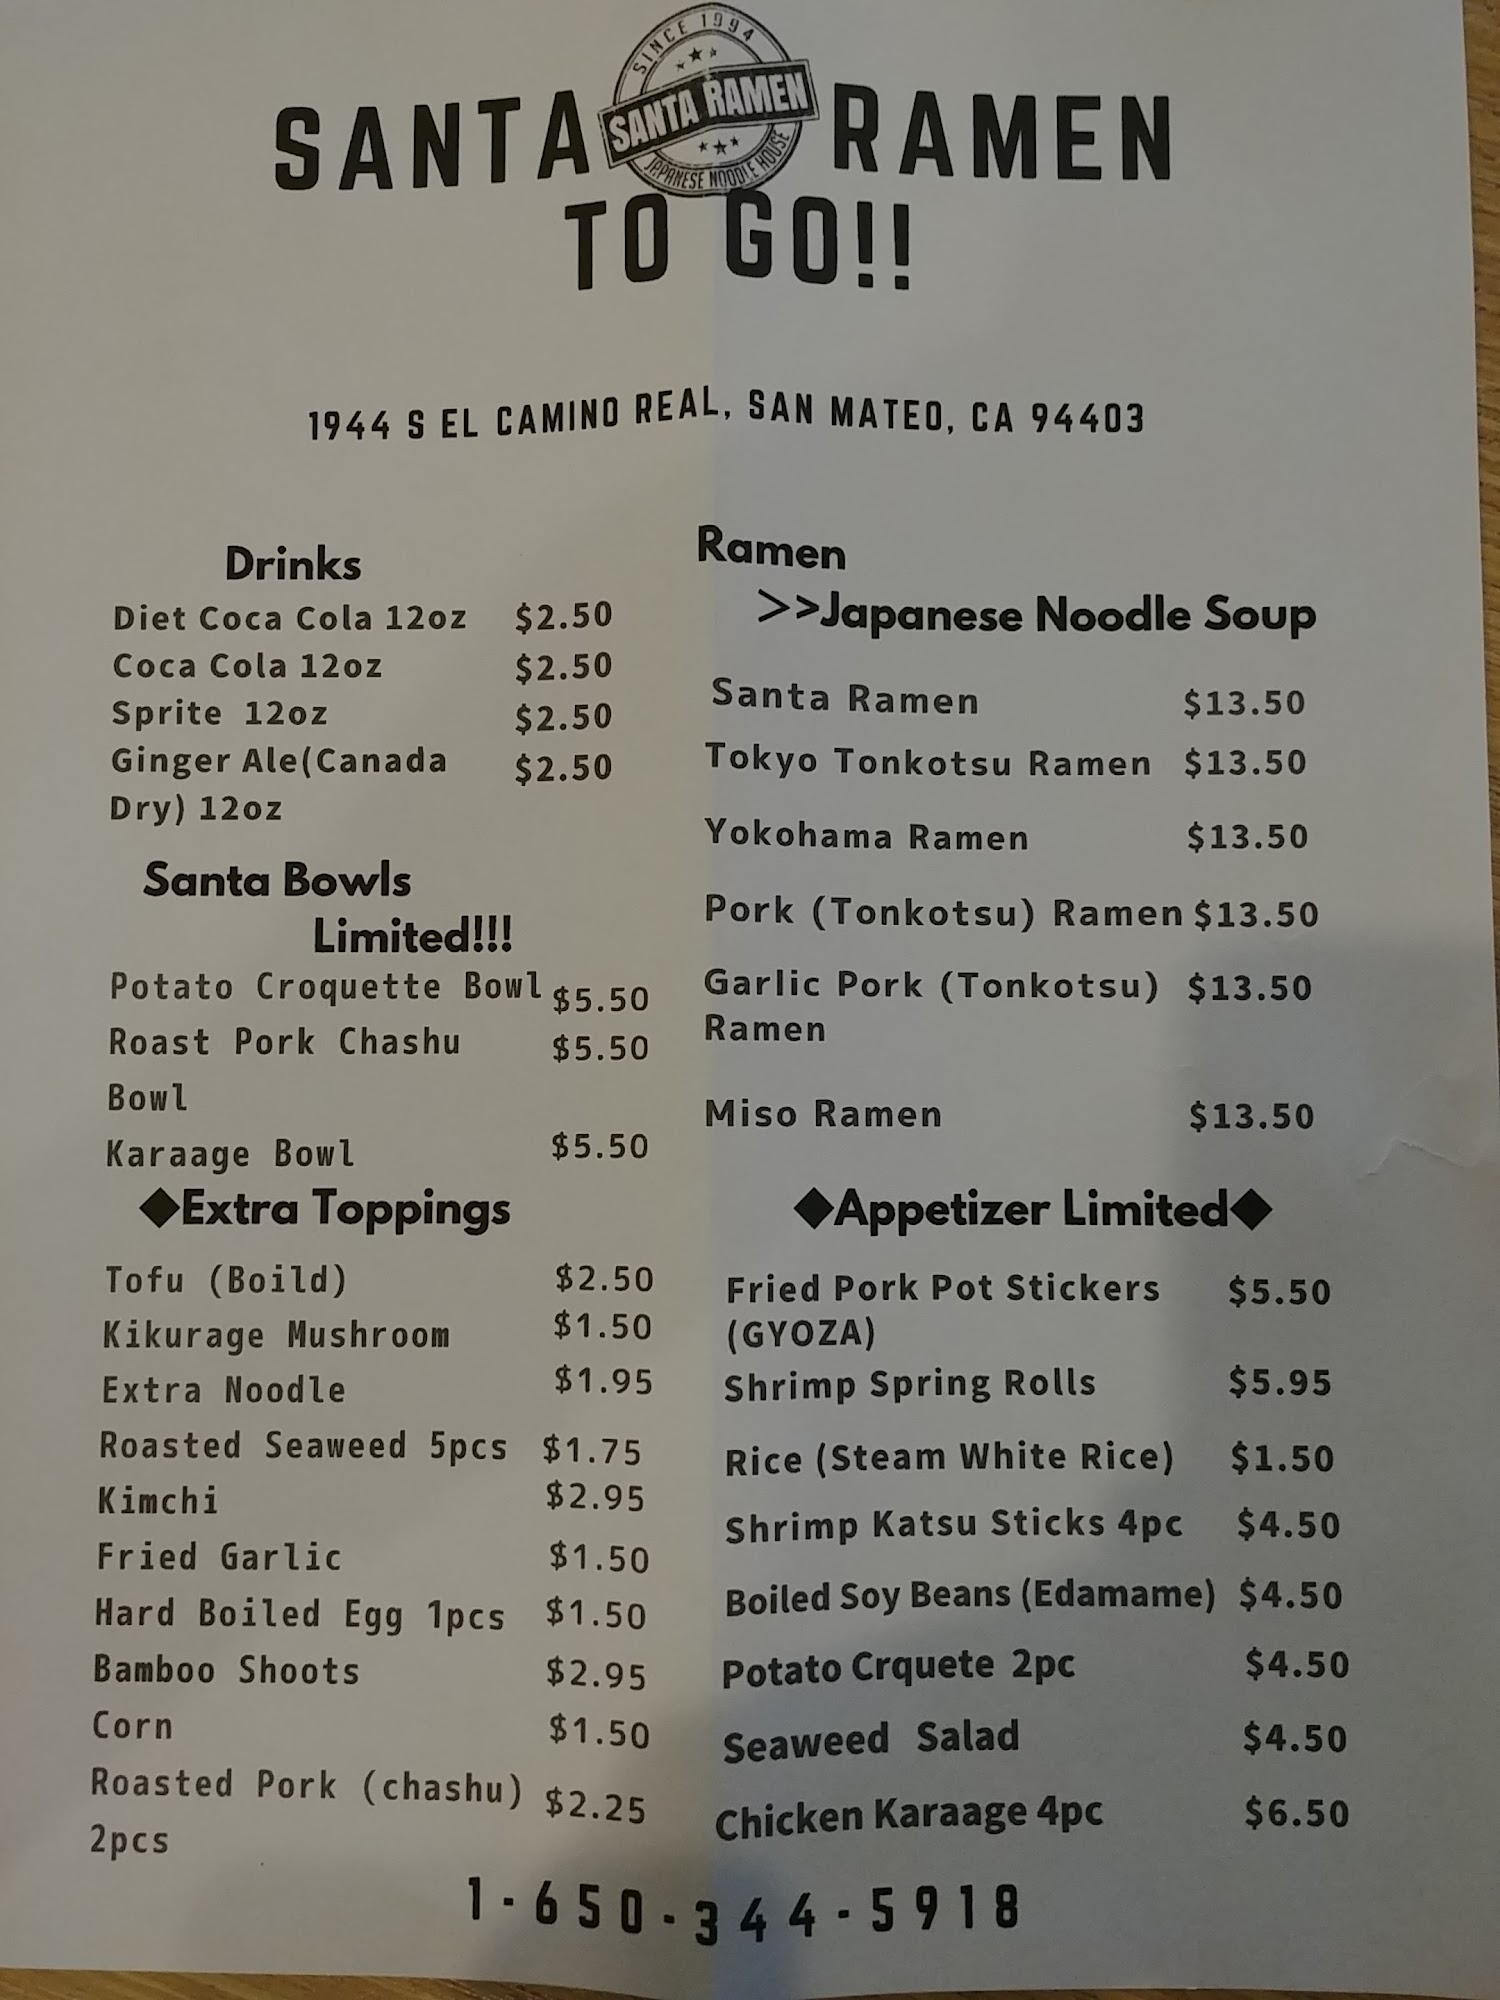 SINCE 1994
SANTA RAMEN
JAPANESE NOODLE HOUSE
SANTA RAMEN
TO GO!!
1944 S EL CAMINO REAL, SAN MATEO, CA 94403
Drinks
Diet Coca Cola 12oz $2.50
Coca Cola 12oz $2.50
Sprite 12oz $2.50
Ginger Ale(Canada $2.50
Dry) 12oz
Santa Bowls
Limited!!!
Potato Croquette Bowl $5.50
Roast Pork Chashu $5.50
Bowl
Karaage Bowl $5.50
◆Extra Toppings
Tofu (Boild) $2.50
Kikurage Mushroom $1.50
Extra Noodle $1.95
Roasted Seaweed 5pcs $1.75
Kimchi $2.95
Fried Garlic $1.50
Hard Boiled Egg 1pcs $1.50
Bamboo Shoots $2.95
Corn $1.50
Roasted Pork (chashu) $2.25
2pcs
Ramen
>>Japanese Noodle Soup
Santa Ramen $13.50
Tokyo Tonkotsu Ramen $13.50
Yokohama Ramen $13.50
Pork (Tonkotsu) Ramen $13.50
Garlic Pork (Tonkotsu) $13.50
Ramen
Miso Ramen $13.50
◆Appetizer Limited◆
Fried Pork Pot Stickers $5.50
(GYOZA)
Shrimp Spring Rolls $5.95
Rice (Steam White Rice) $1.50
Shrimp Katsu Sticks 4pc $4.50
Boiled Soy Beans (Edamame) $4.50
Potato Crquete 2pc $4.50
Seaweed Salad $4.50
Chicken Karaage 4pc $6.50
1-650-344-5918